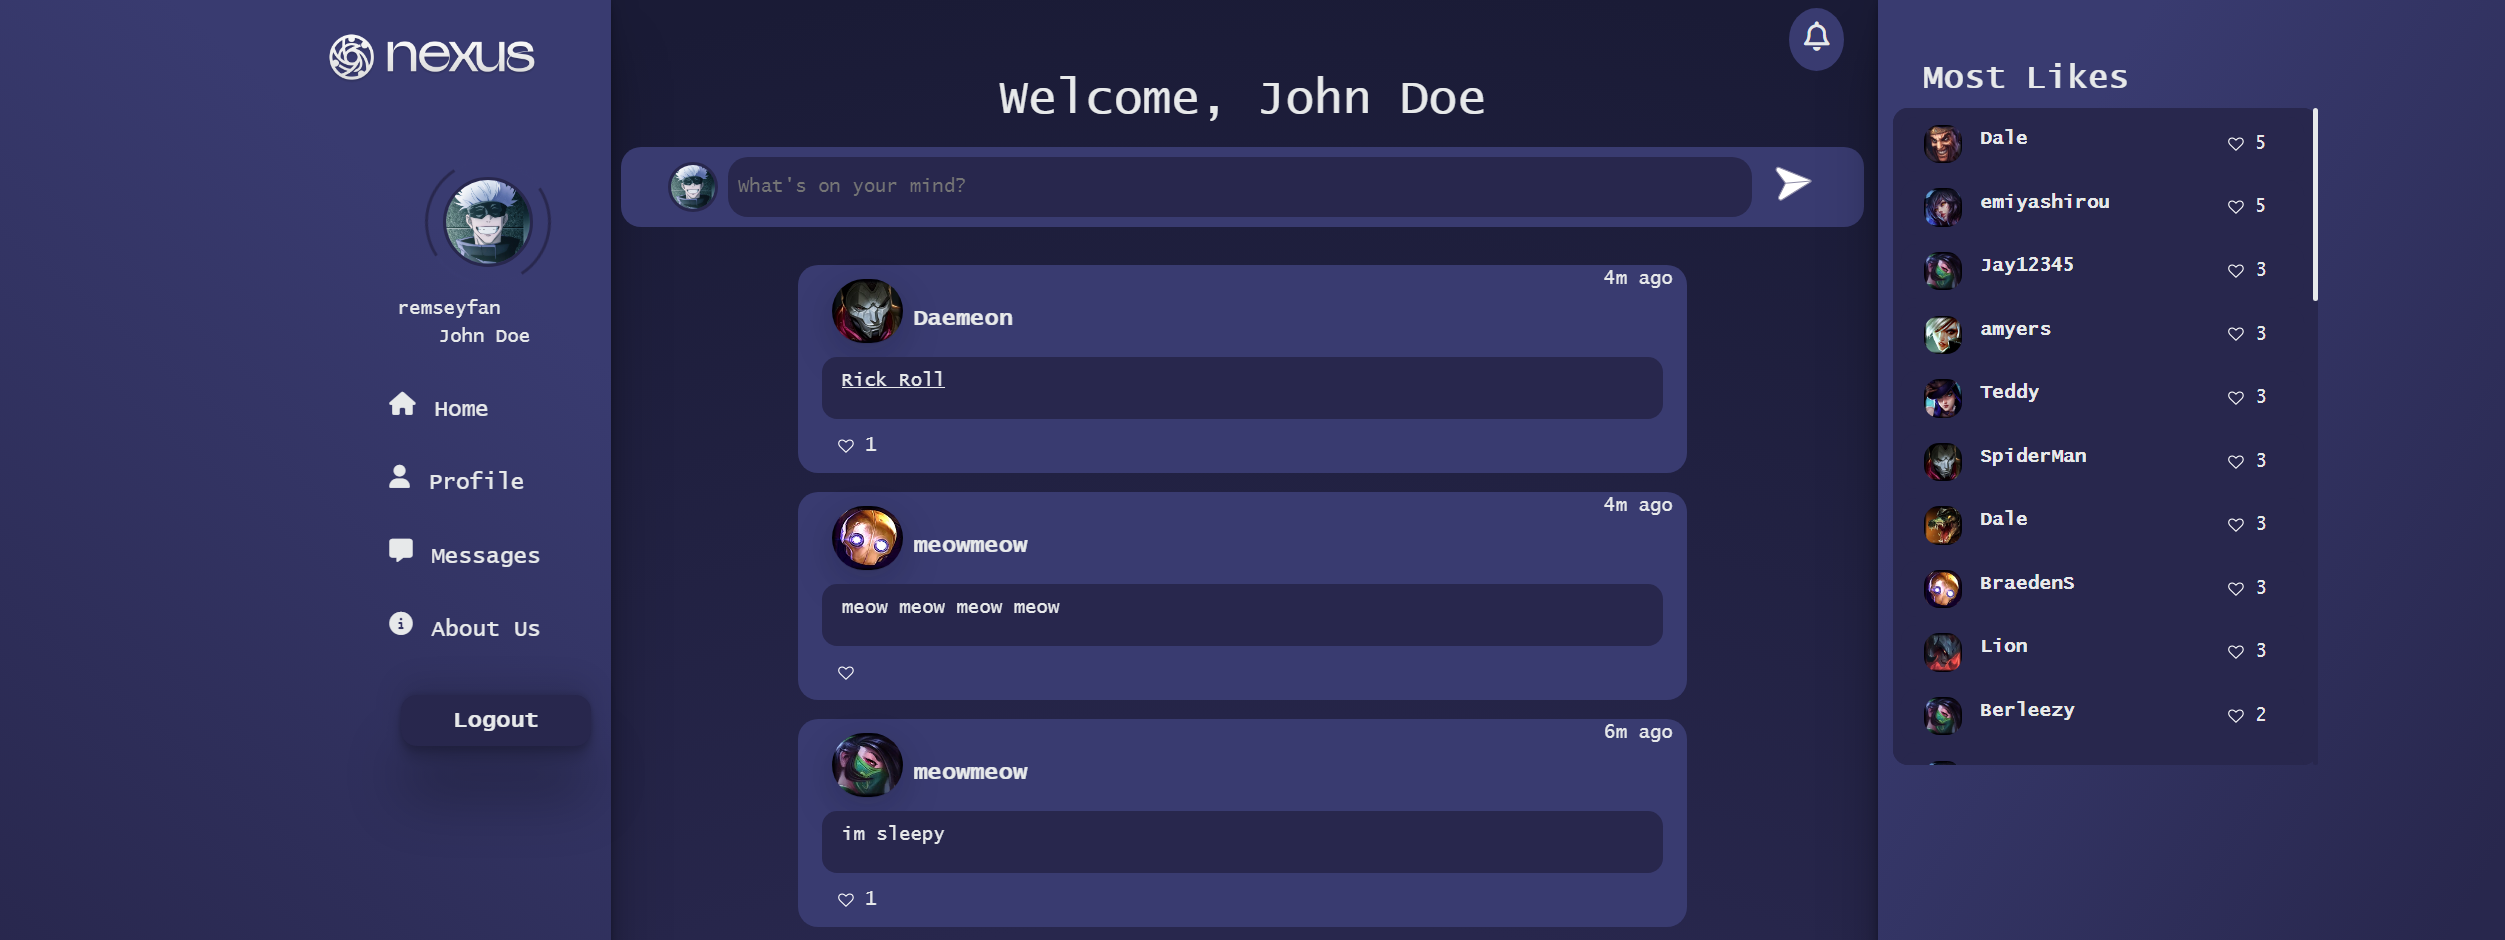 nexus
remseyfan
John Doe
Home
Profile
Messages
About Us
Logout
Welcome, John Doe
What's on your mind?
4m ago
Daemeon
Rick Roll
1
4m ago
meowmeow
meow meow meow meow
6m ago
meowmeow
im sleepy
1
Most Likes
Dale 5
emiyashirou 5
Jay12345 3
amyers 3
Teddy 3
SpiderMan 3
Dale 3
BraedenS 3
Lion 3
Berleezy 2